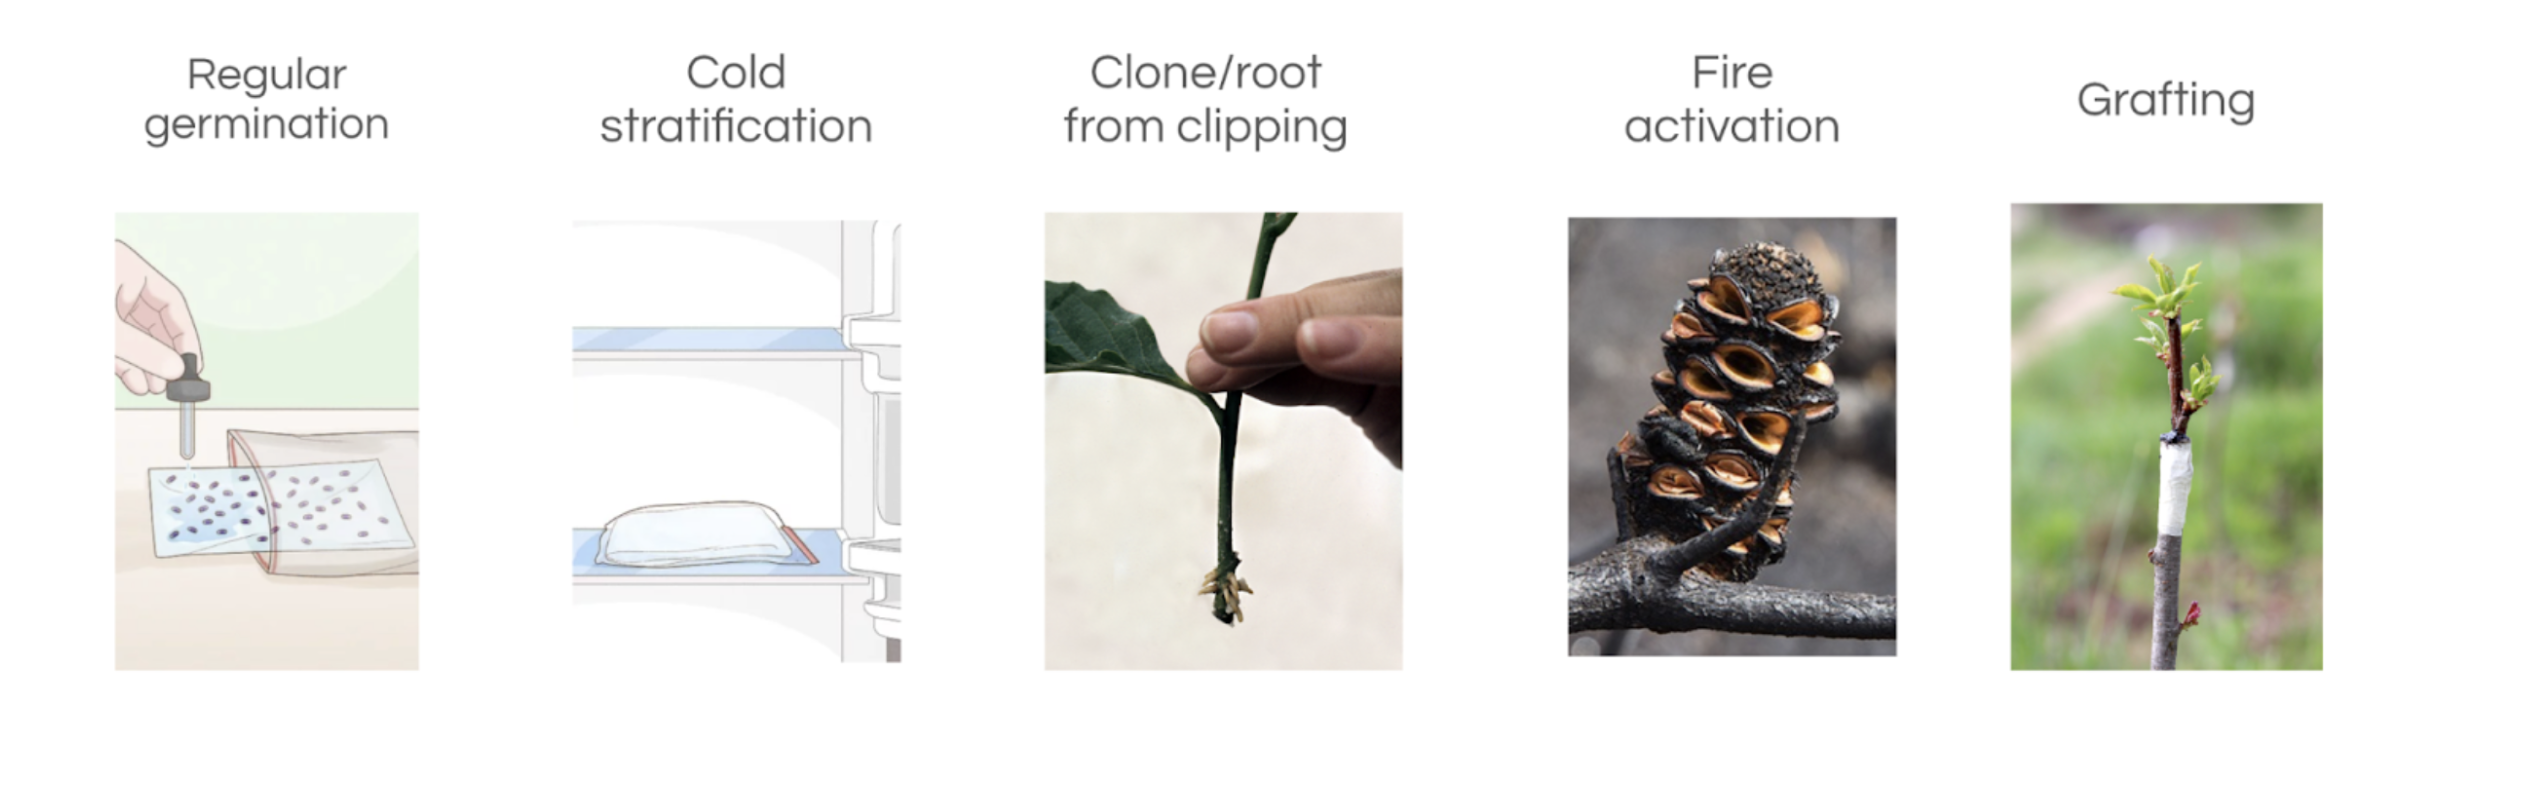 Regular
germination
Cold
stratification
Clone/root
from clipping
Fire
activation
Grafting